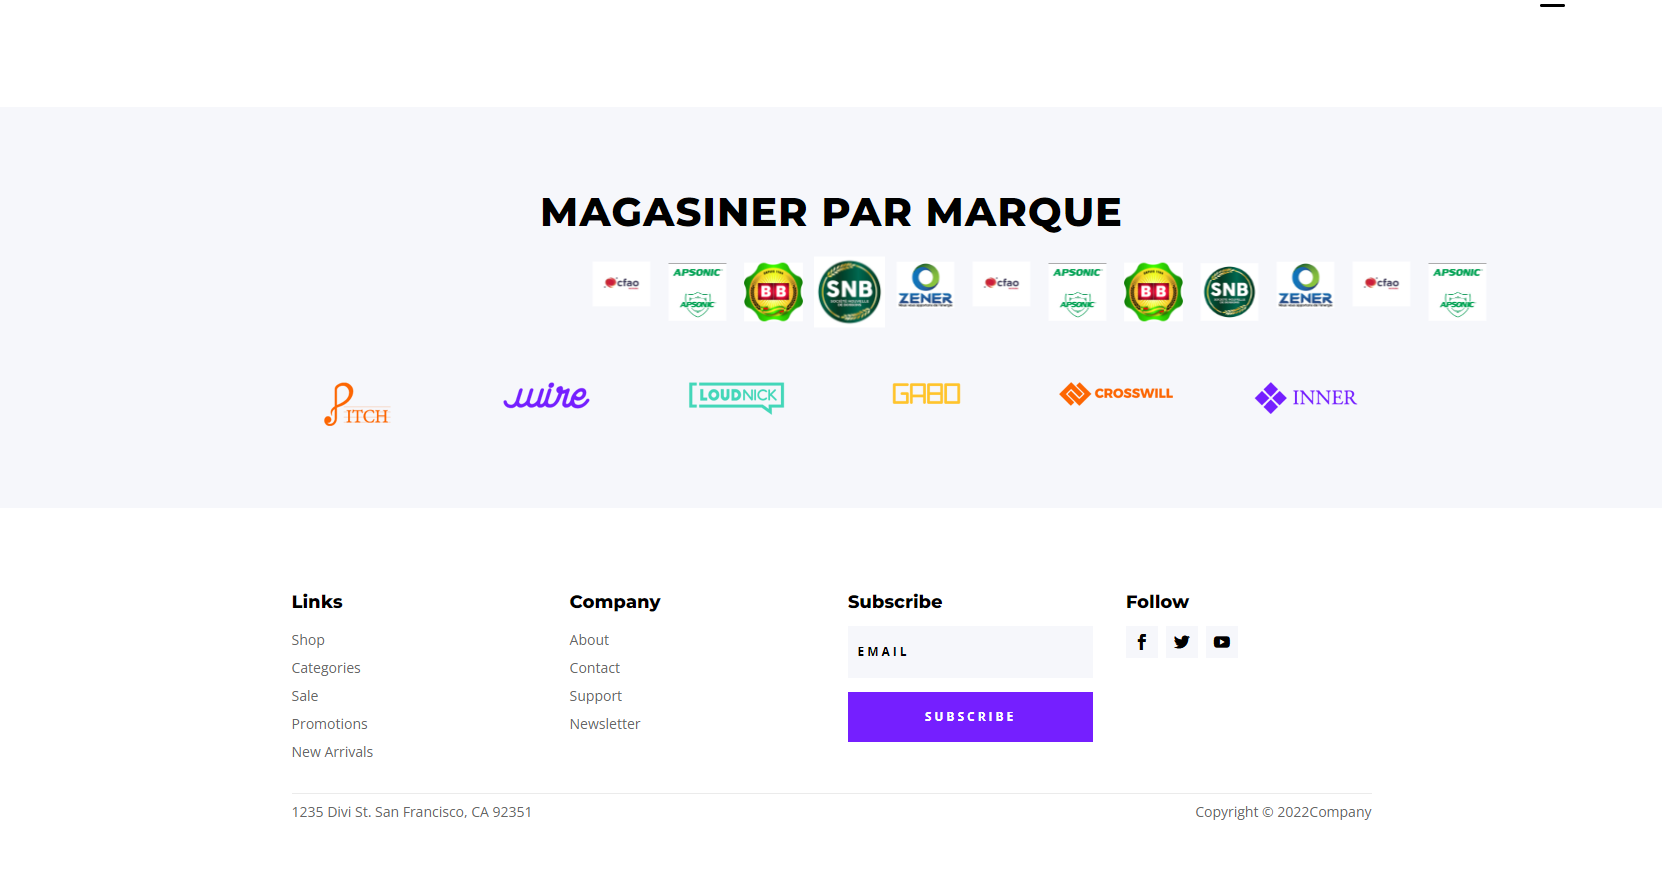 MAGASINER PAR MARQUE
cfao APSONIC BB SNB ZENER cfao APSONIC BB SNB ZENER cfao APSONIC
APSONIC APSONIC APSONIC
PITCH wire LOUDNICK GABO CROSSWILL INNER
Links Company Subscribe Follow
Shop About
EMAIL
Categories Contact
Sale Support
Promotions Newsletter
SUBSCRIBE
New Arrivals
1235 Divi St. San Francisco, CA 92351 Copyright © 2022Company